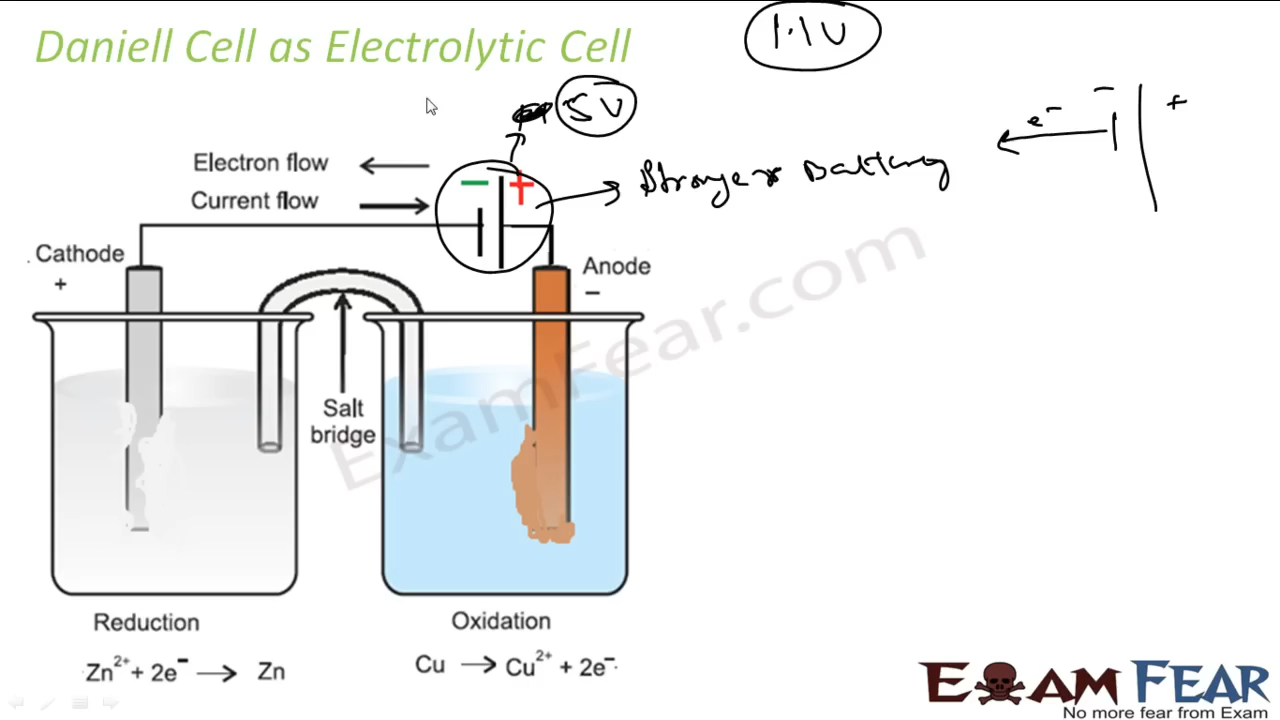 Daniell Cell as Electrolytic Cell
1.1V
5V
e⁻
− +
Electron flow
− +
Stronger Battery
Current flow
Cathode
+
Anode
−
ExamFear.com
Salt
bridge
Reduction
Oxidation
Zn²⁺ + 2e⁻ → Zn
Cu → Cu²⁺ + 2e⁻
EXAM FEAR
No more fear from Exam